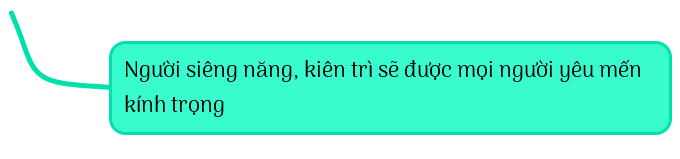 Người siêng năng, kiên trì sẽ được mọi người yêu mến
kính trọng